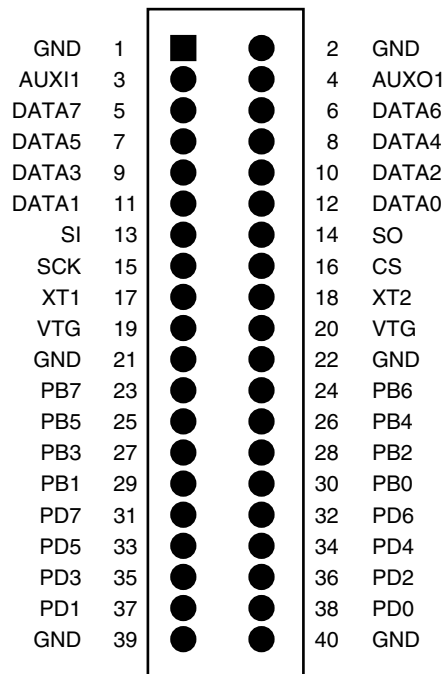 GND 1 2 GND
AUXI1 3 4 AUXO1
DATA7 5 6 DATA6
DATA5 7 8 DATA4
DATA3 9 10 DATA2
DATA1 11 12 DATA0
SI 13 14 SO
SCK 15 16 CS
XT1 17 18 XT2
VTG 19 20 VTG
GND 21 22 GND
PB7 23 24 PB6
PB5 25 26 PB4
PB3 27 28 PB2
PB1 29 30 PB0
PD7 31 32 PD6
PD5 33 34 PD4
PD3 35 36 PD2
PD1 37 38 PD0
GND 39 40 GND